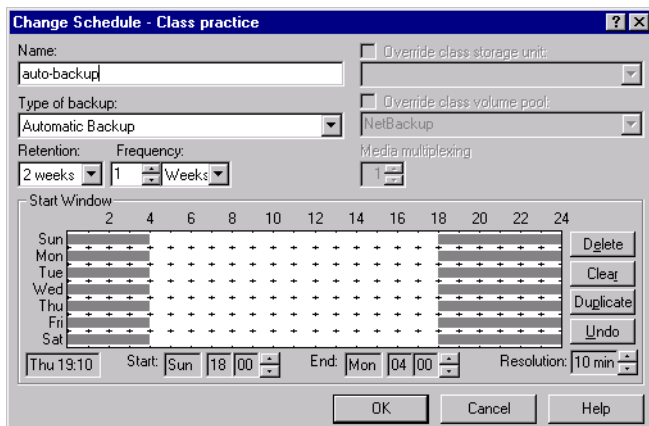 Change Schedule - Class practice
Name:
auto-backup
Override class storage unit:
Type of backup:
Automatic Backup
Override class volume pool:
NetBackup
Retention: Frequency:
2 weeks 1 Weeks
Media multiplexing
1
Start Window
2 4 6 8 10 12 14 16 18 20 22 24
Sun
Mon
Tue
Wed
Thu
Fri
Sat
Delete
Clear
Duplicate
Undo
Thu 19:10 Start: Sun 18 00 End: Mon 04 00 Resolution: 10 min
OK Cancel Help